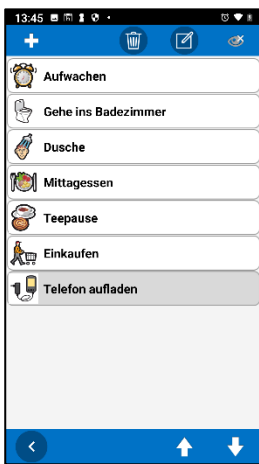 13:45
Aufwachen
Gehe ins Badezimmer
Dusche
Mittagessen
Teepause
Einkaufen
Telefon aufladen